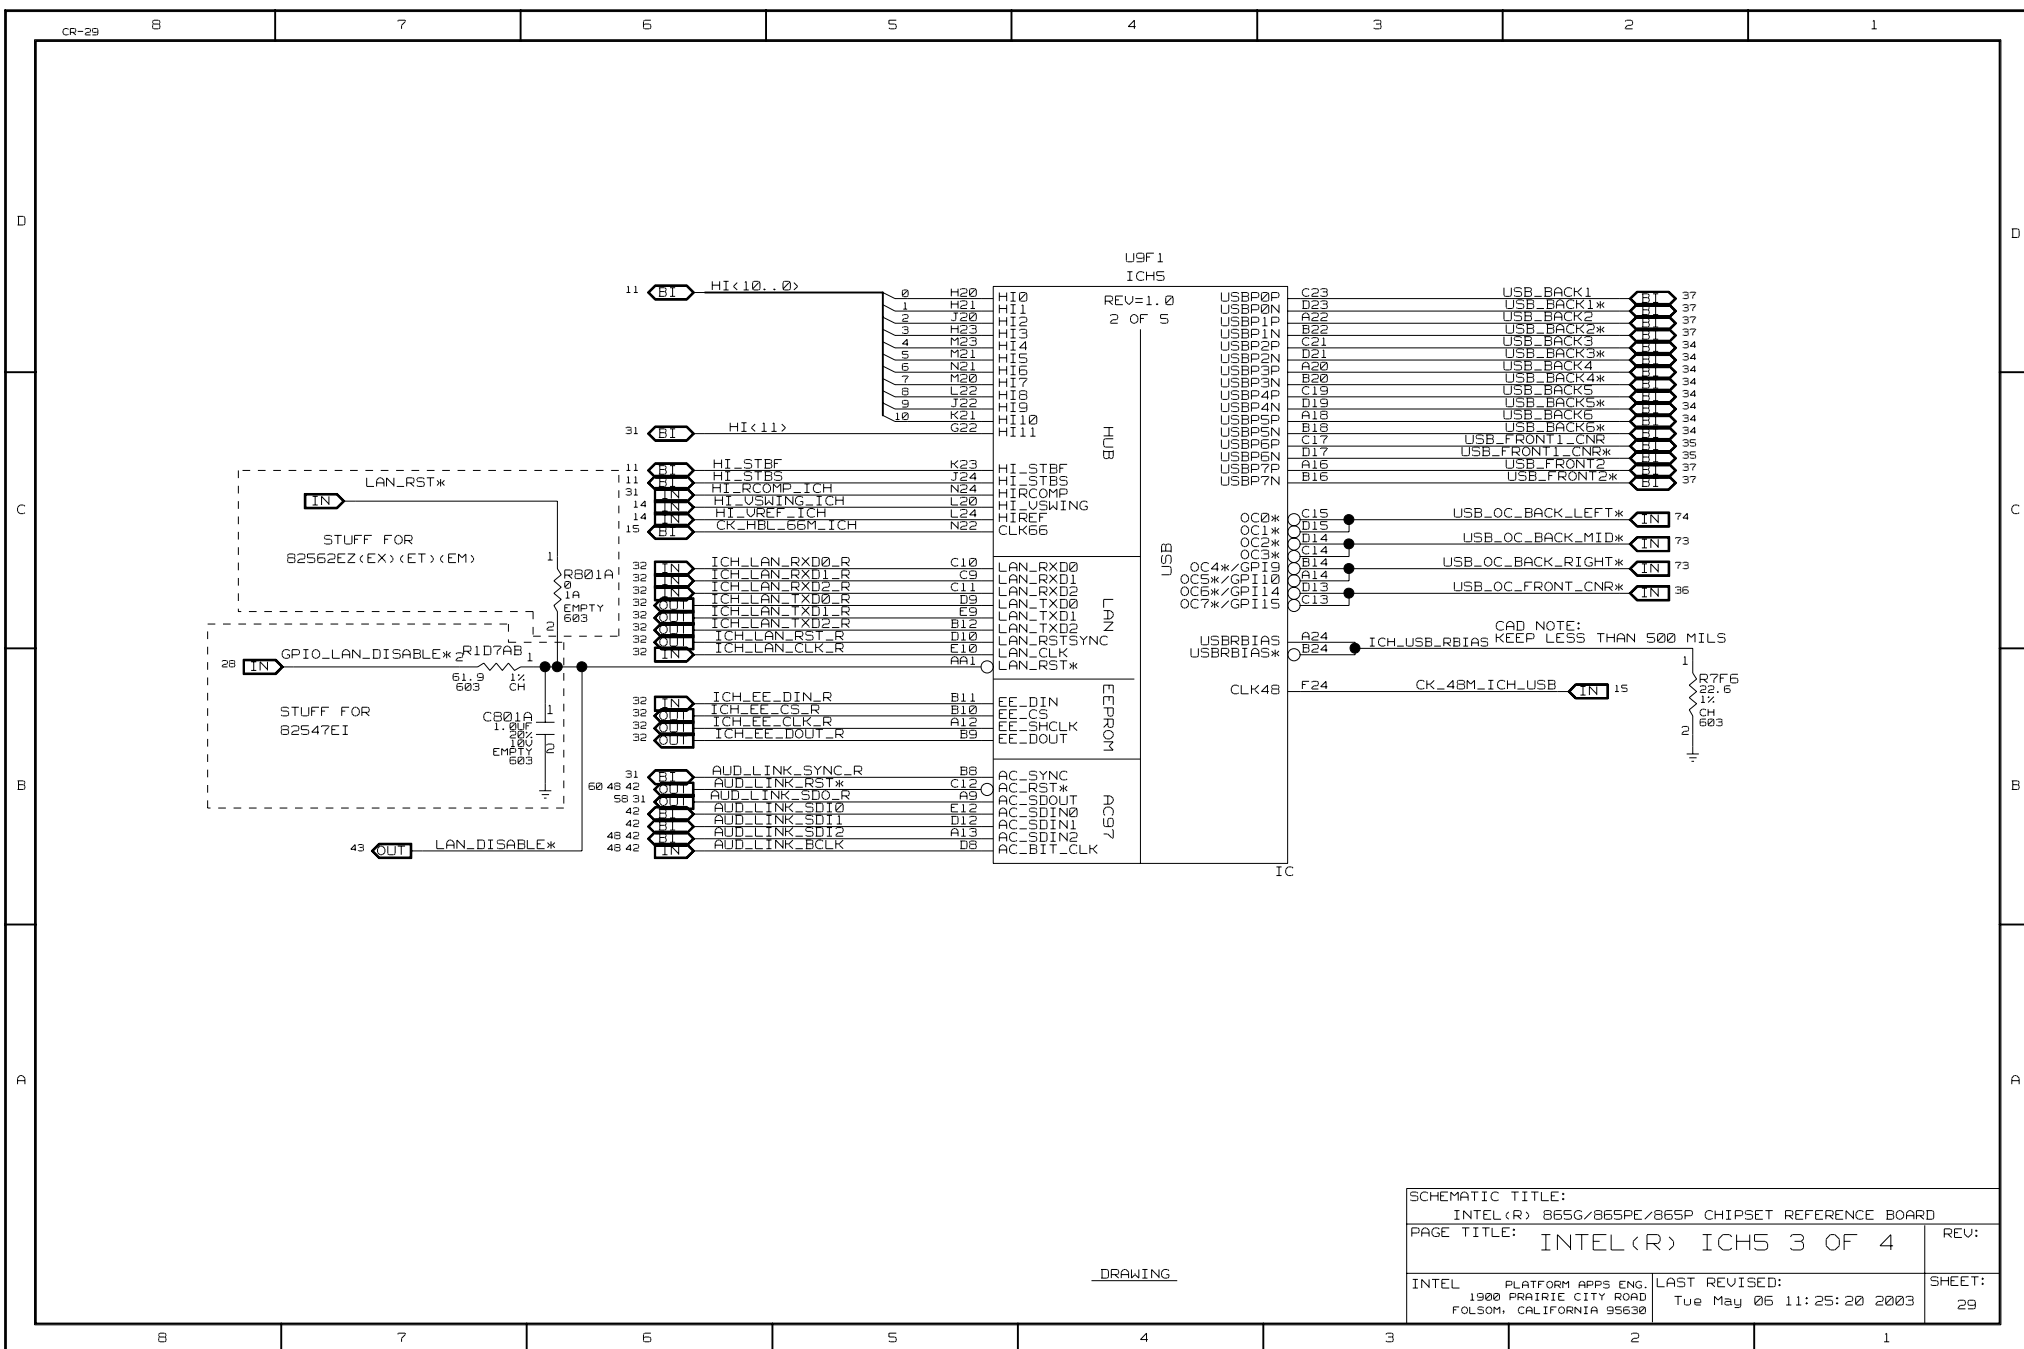 8 7 6 5 4 3 2 1
CR-29
D
C
B
A
D
C
B
A
U9F1
ICH5
REV=1.0
2 OF 5
11 BI HI<10..0>
0 H20 HI0
1 H21 HI1
2 J20 HI2
3 H23 HI3
4 M23 HI4
5 M21 HI5
6 N21 HI6
7 M20 HI7
8 L22 HI8
9 J22 HI9
10 K21 HI10
31 BI HI<11> G22 HI11
HUB
11 BI HI_STBF K23 HI_STBF
11 BI HI_STBS J24 HI_STBS
31 IN HI_RCOMP_ICH N24 HIRCOMP
14 IN HI_VSWING_ICH L20 HI_VSWING
14 IN HI_VREF_ICH L24 HIREF
15 BI CK_HBL_66M_ICH N22 CLK66
32 IN ICH_LAN_RXD0_R C10 LAN_RXD0
32 IN ICH_LAN_RXD1_R C9 LAN_RXD1
32 IN ICH_LAN_RXD2_R C11 LAN_RXD2
32 OUT ICH_LAN_TXD0_R D9 LAN_TXD0
32 OUT ICH_LAN_TXD1_R E9 LAN_TXD1
32 OUT ICH_LAN_TXD2_R B12 LAN_TXD2
32 OUT ICH_LAN_RST_R D10 LAN_RSTSYNC
32 IN ICH_LAN_CLK_R E10 LAN_CLK
AA1 LAN_RST*
LAN
32 IN ICH_EE_DIN_R B11 EE_DIN
32 OUT ICH_EE_CS_R B10 EE_CS
32 OUT ICH_EE_CLK_R A12 EE_SHCLK
32 OUT ICH_EE_DOUT_R B9 EE_DOUT
EEPROM
31 BI AUD_LINK_SYNC_R B8 AC_SYNC
60 48 42 OUT AUD_LINK_RST* C12 AC_RST*
58 31 OUT AUD_LINK_SDO_R A9 AC_SDOUT
42 BI AUD_LINK_SDI0 E12 AC_SDIN0
42 BI AUD_LINK_SDI1 D12 AC_SDIN1
48 42 BI AUD_LINK_SDI2 A13 AC_SDIN2
48 42 IN AUD_LINK_BCLK D8 AC_BIT_CLK
AC97
IC
USB
USBP0P C23 USB_BACK1 BI 37
USBP0N D23 USB_BACK1* BI 37
USBP1P A22 USB_BACK2 BI 37
USBP1N B22 USB_BACK2* BI 37
USBP2P C21 USB_BACK3 BI 34
USBP2N D21 USB_BACK3* BI 34
USBP3P A20 USB_BACK4 BI 34
USBP3N B20 USB_BACK4* BI 34
USBP4P C19 USB_BACK5 BI 34
USBP4N D19 USB_BACK5* BI 34
USBP5P A18 USB_BACK6 BI 34
USBP5N B18 USB_BACK6* BI 34
USBP6P C17 USB_FRONT1_CNR BI 35
USBP6N D17 USB_FRONT1_CNR* BI 35
USBP7P A16 USB_FRONT2 BI 37
USBP7N B16 USB_FRONT2* BI 37
OC0* C15 USB_OC_BACK_LEFT* IN 74
OC1* D15
OC2* D14 USB_OC_BACK_MID* IN 73
OC3* C14
OC4*/GPI9 B14 USB_OC_BACK_RIGHT* IN 73
OC5*/GPI10 A14
OC6*/GPI14 D13 USB_OC_FRONT_CNR* IN 36
OC7*/GPI15 C13
CAD NOTE:
KEEP LESS THAN 500 MILS
USBRBIAS A24 ICH_USB_RBIAS
USBRBIAS* B24
CLK48 F24 CK_48M_ICH_USB IN 15
1
R7F6
22.6
1%
CH
603
2
LAN_RST*
IN
STUFF FOR
82562EZ(EX)(ET)(EM)
1
R801A
0
1A
EMPTY
603
2
28 IN GPIO_LAN_DISABLE* 2 R1D7AB 1
61.9 1%
603 CH
STUFF FOR
82547EI
1
C801A
1.0UF
20%
10V
EMPTY
603
2
43 OUT LAN_DISABLE*
DRAWING
SCHEMATIC TITLE:
INTEL(R) 865G/865PE/865P CHIPSET REFERENCE BOARD
PAGE TITLE: INTEL(R) ICH5 3 OF 4 REV:
INTEL PLATFORM APPS ENG.
1900 PRAIRIE CITY ROAD
FOLSOM, CALIFORNIA 95630
LAST REVISED:
Tue May 06 11:25:20 2003
SHEET:
29
8 7 6 5 4 3 2 1